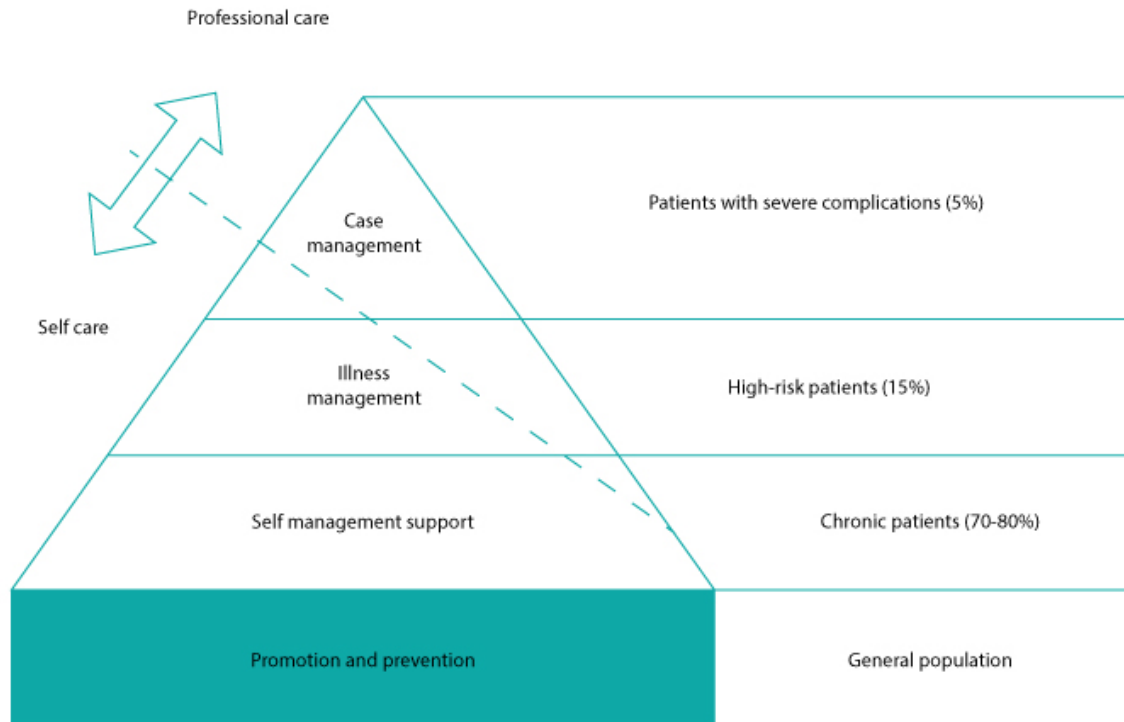 Professional care
Case
management
Patients with severe complications (5%)
Self care
Illness
management
High-risk patients (15%)
Self management support
Chronic patients (70-80%)
Promotion and prevention
General population